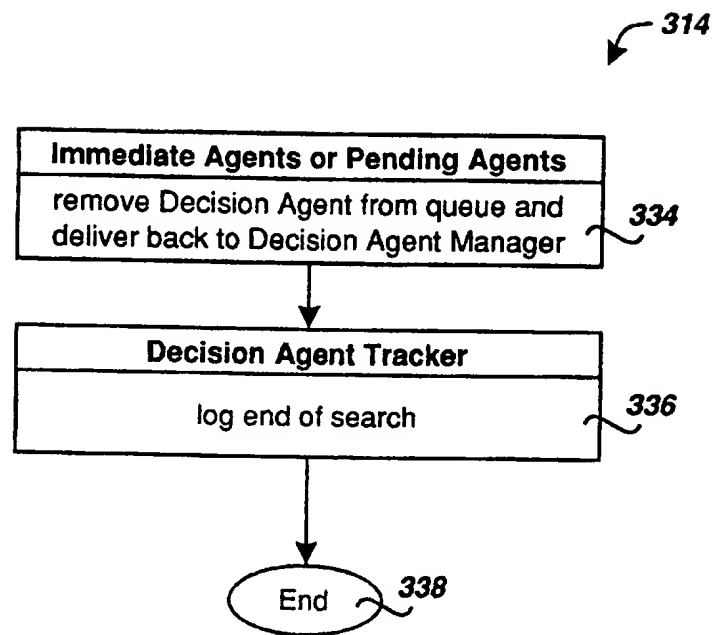 314
Immediate Agents or Pending Agents
remove Decision Agent from queue and
deliver back to Decision Agent Manager
334
Decision Agent Tracker
log end of search
336
End
338